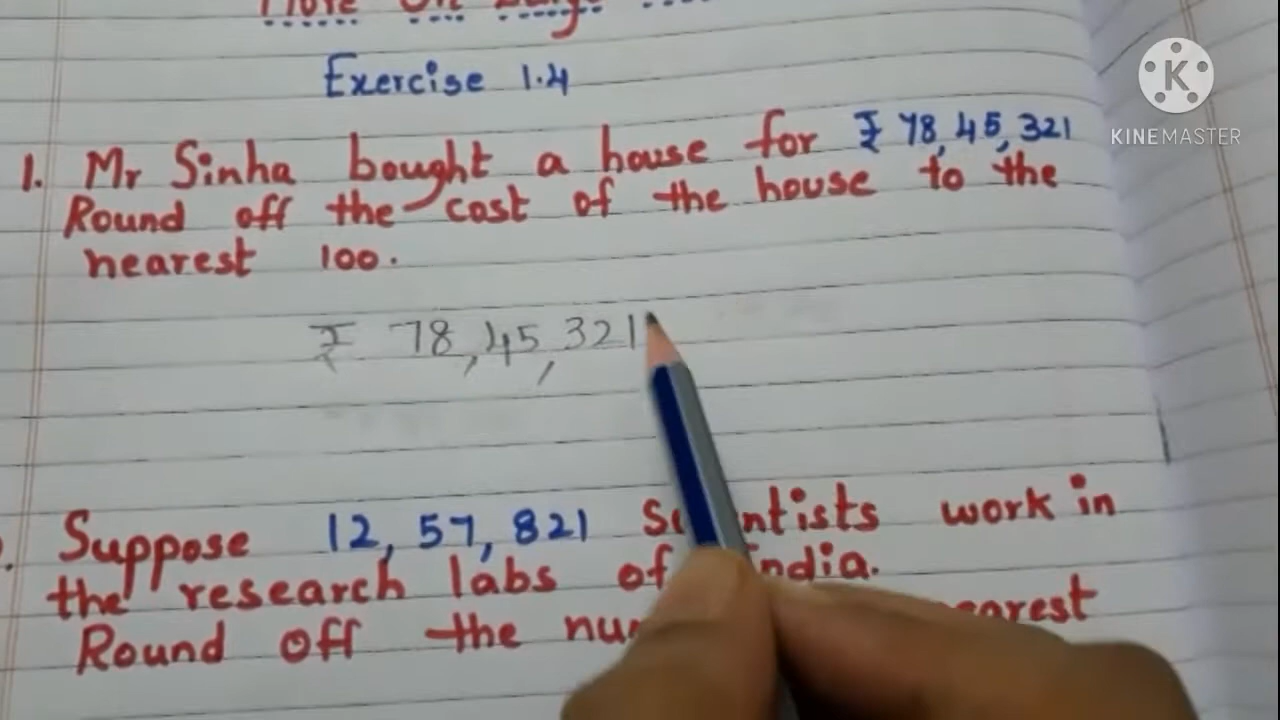 Exercise 1.4
1. Mr Sinha bought a house for ₹ 78,45,321
Round off the cost of the house to the
nearest 100.
₹ 78,45,321
Suppose 12,57,821 work in
the research labs of India.
Round off the
KINEMASTER